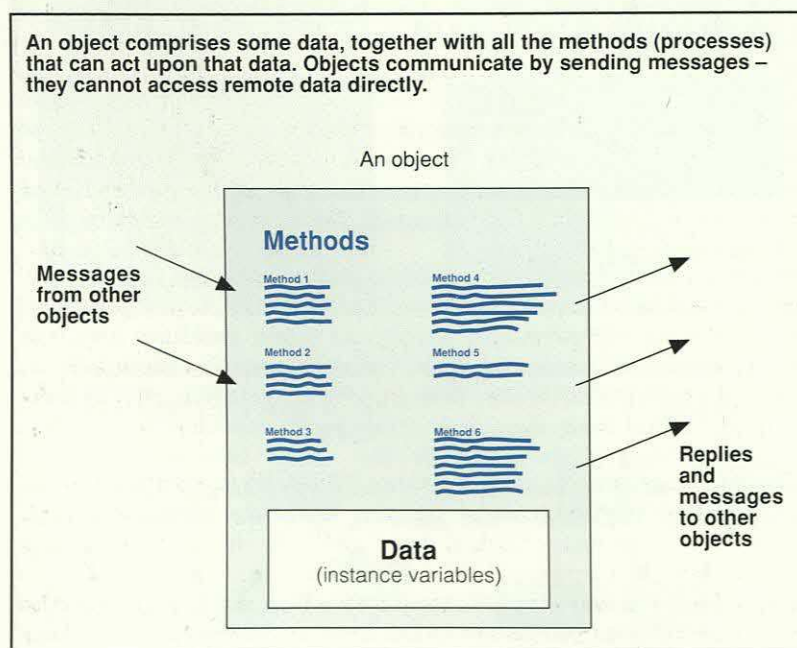 An object comprises some data, together with all the methods (processes)
that can act upon that data. Objects communicate by sending messages –
they cannot access remote data directly.
An object
Methods
Messages
from other
objects
Method 1
Method 2
Method 3
Method 4
Method 5
Method 6
Replies
and
messages
to other
objects
Data
(instance variables)